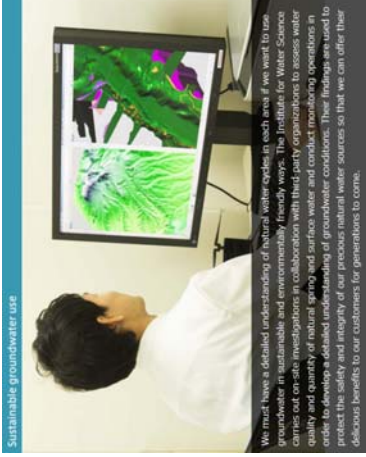 Sustainable groundwater use
We must have a detailed understanding of natural water cycles in each area if we want to use
groundwater in sustainable and environmentally friendly ways. The Institute for Water Science
carries out on-site investigations in collaboration with third party organizations to assess water
quality and quantity of natural spring and surface water and conduct monitoring operations in
order to develop a detailed understanding of groundwater conditions. Their findings are used to
protect the safety and integrity of our precious natural water sources so that we can offer their
delicious benefits to our customers for generations to come.